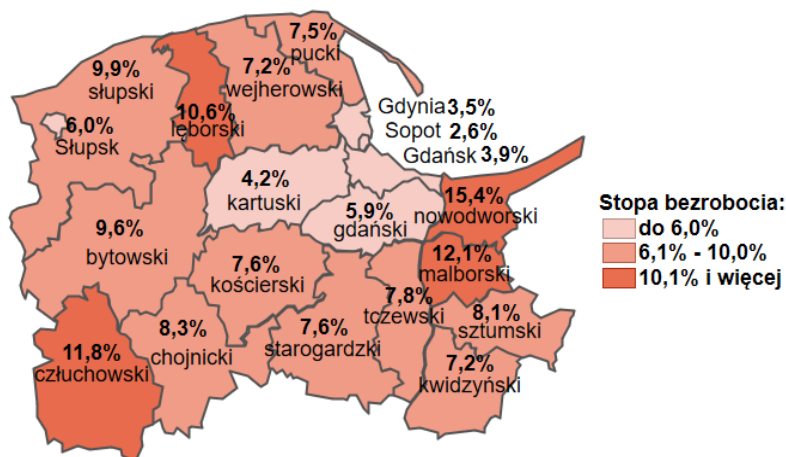 7,5%
pucki
9,9%
słupski
7,2%
wejherowski
10,6%
lęborski
6,0%
Słupsk
Gdynia 3,5%
Sopot 2,6%
Gdańsk 3,9%
4,2%
kartuski
5,9%
gdański
15,4%
nowodworski
9,6%
bytowski
12,1%
malborski
7,6%
kościerski
7,8%
tczewski
8,1%
sztumski
8,3%
chojnicki
7,6%
starogardzki
11,8%
człuchowski
7,2%
kwidzyński
Stopa bezrobocia:
do 6,0%
6,1% - 10,0%
10,1% i więcej